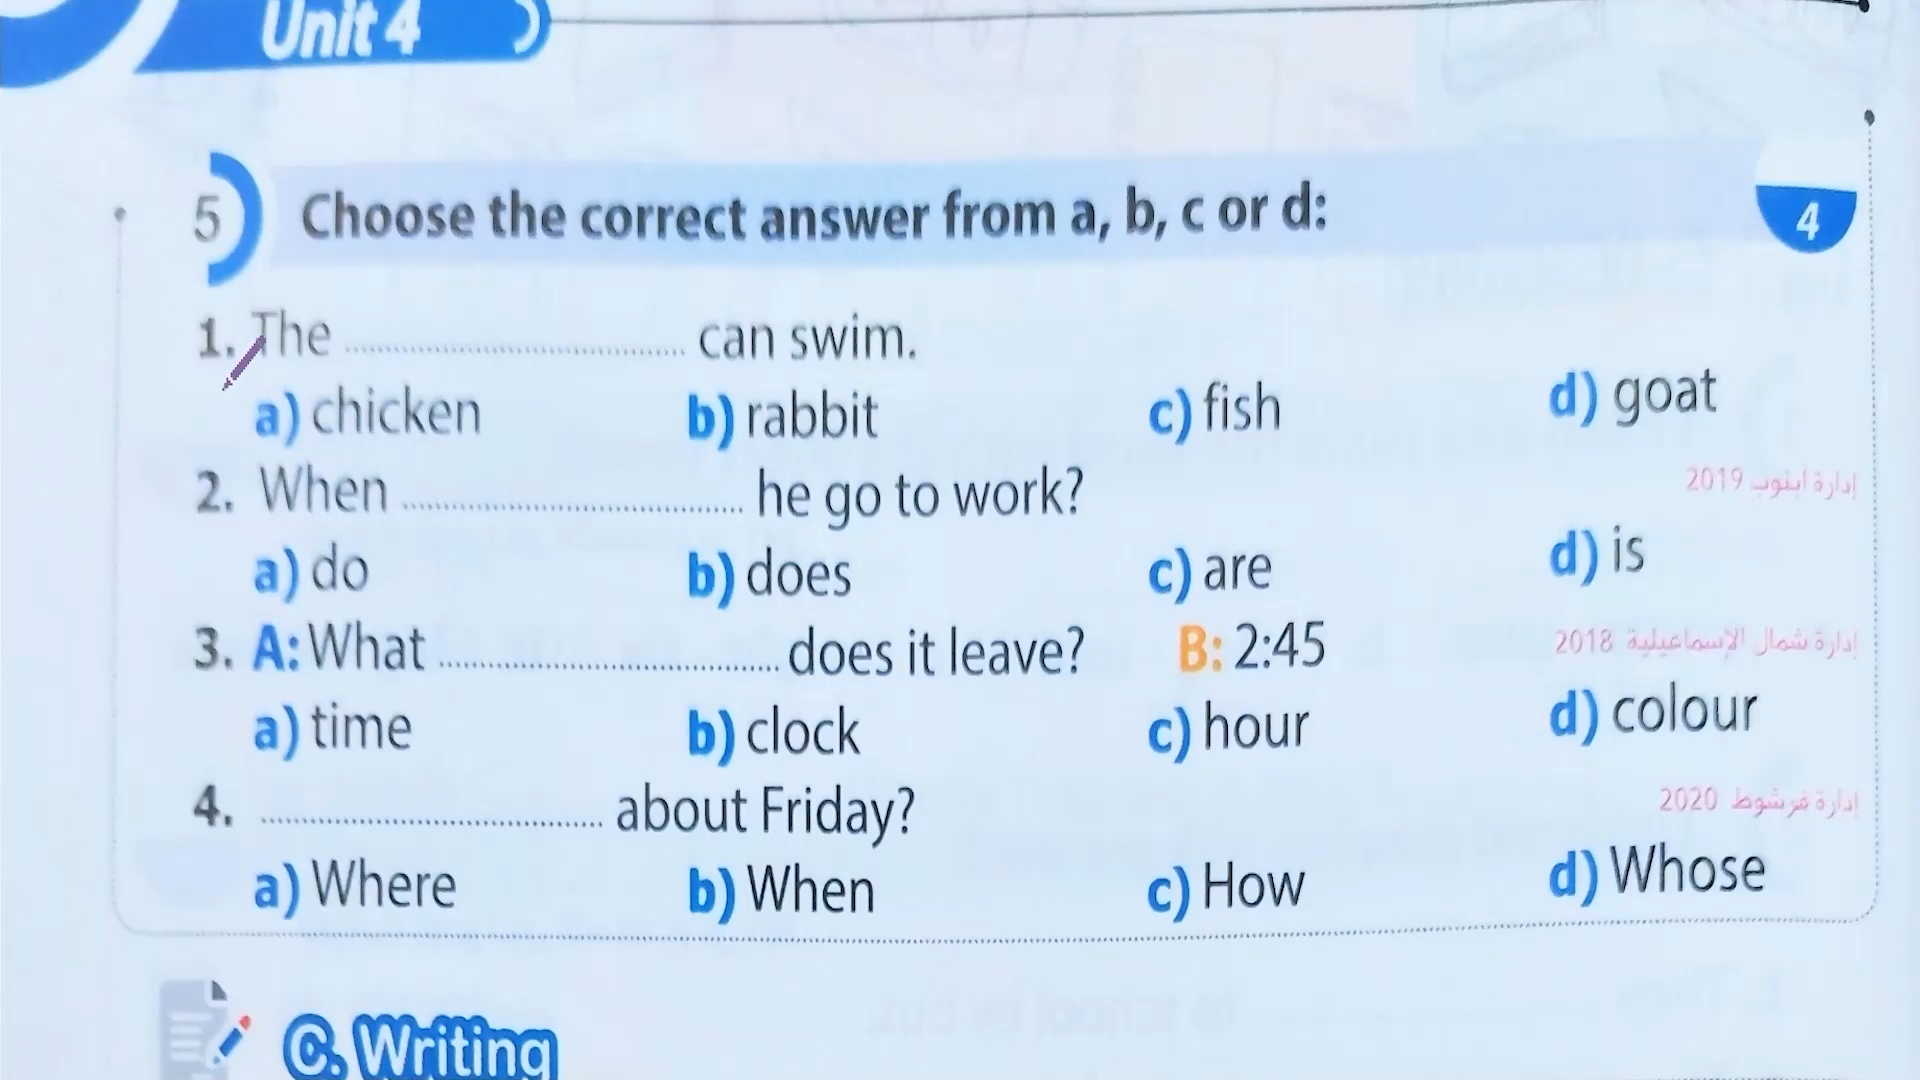 Unit 4
5 Choose the correct answer from a, b, c or d: 4
1. The .................... can swim.
a) chicken b) rabbit c) fish d) goat
2. When .................... he go to work? إدارة ابنوب 2019
a) do b) does c) are d) is
3. A: What .................... does it leave? B: 2:45 إدارة شمال الإسماعيلية 2018
a) time b) clock c) hour d) colour
4. .................... about Friday? إدارة فرشوط 2020
a) Where b) When c) How d) Whose
C. Writing